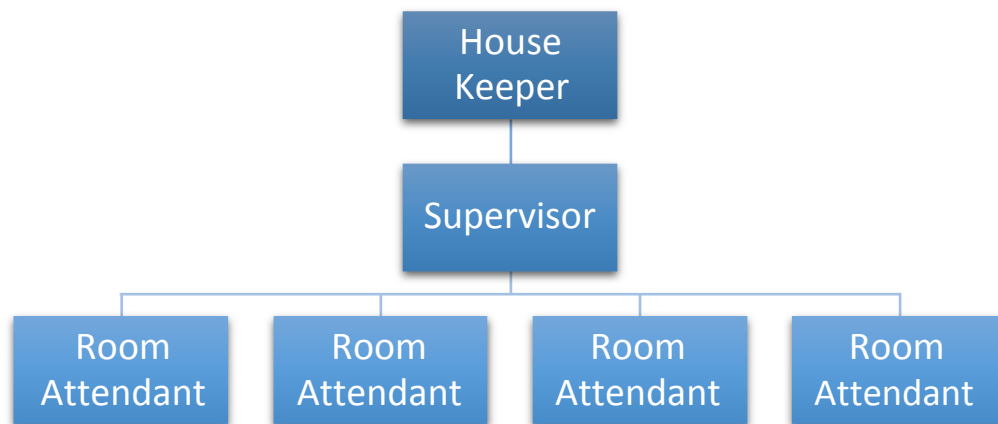 House
Keeper
Supervisor
Room
Attendant
Room
Attendant
Room
Attendant
Room
Attendant